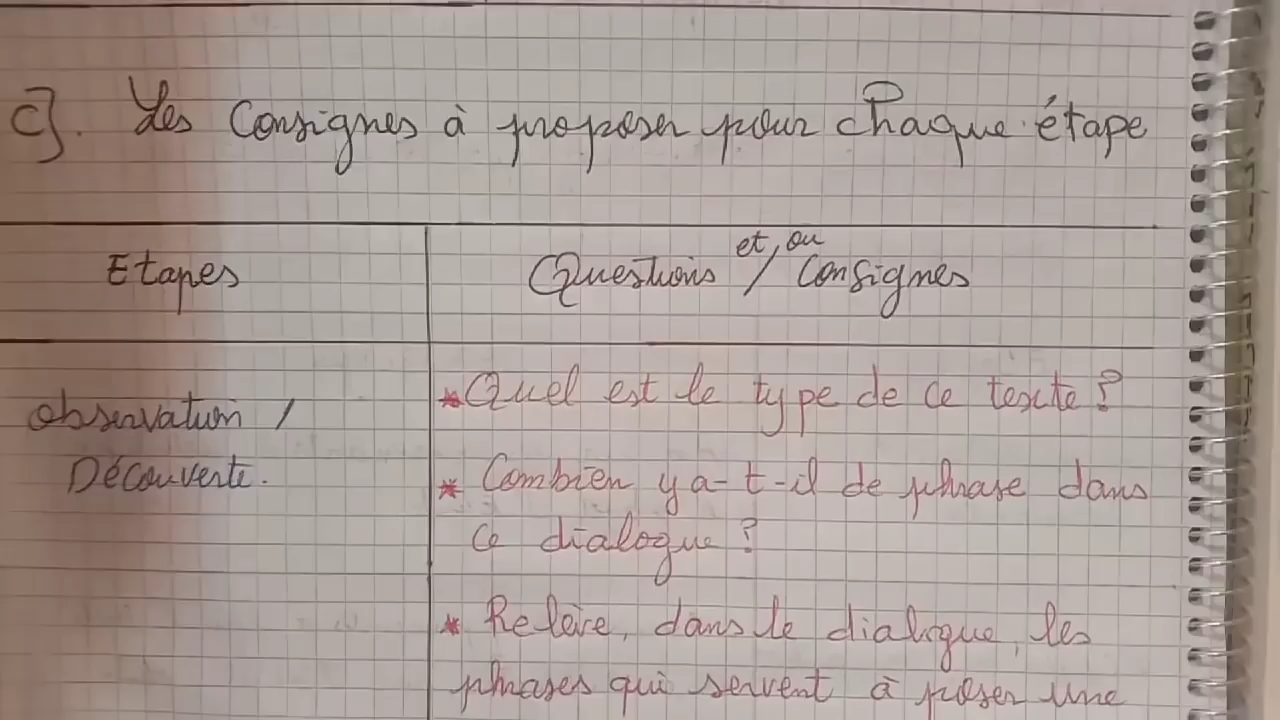 C]. Les Consignes à proposer pour chaque étape
Etapes
Questions et/ou Consignes
Observation /
Découverte.
* Quel est le type de ce texte ?
* Combien y a-t-il de phrase dans
ce dialogue ?
* Relève, dans le dialogue, les
phrases qui servent à poser une